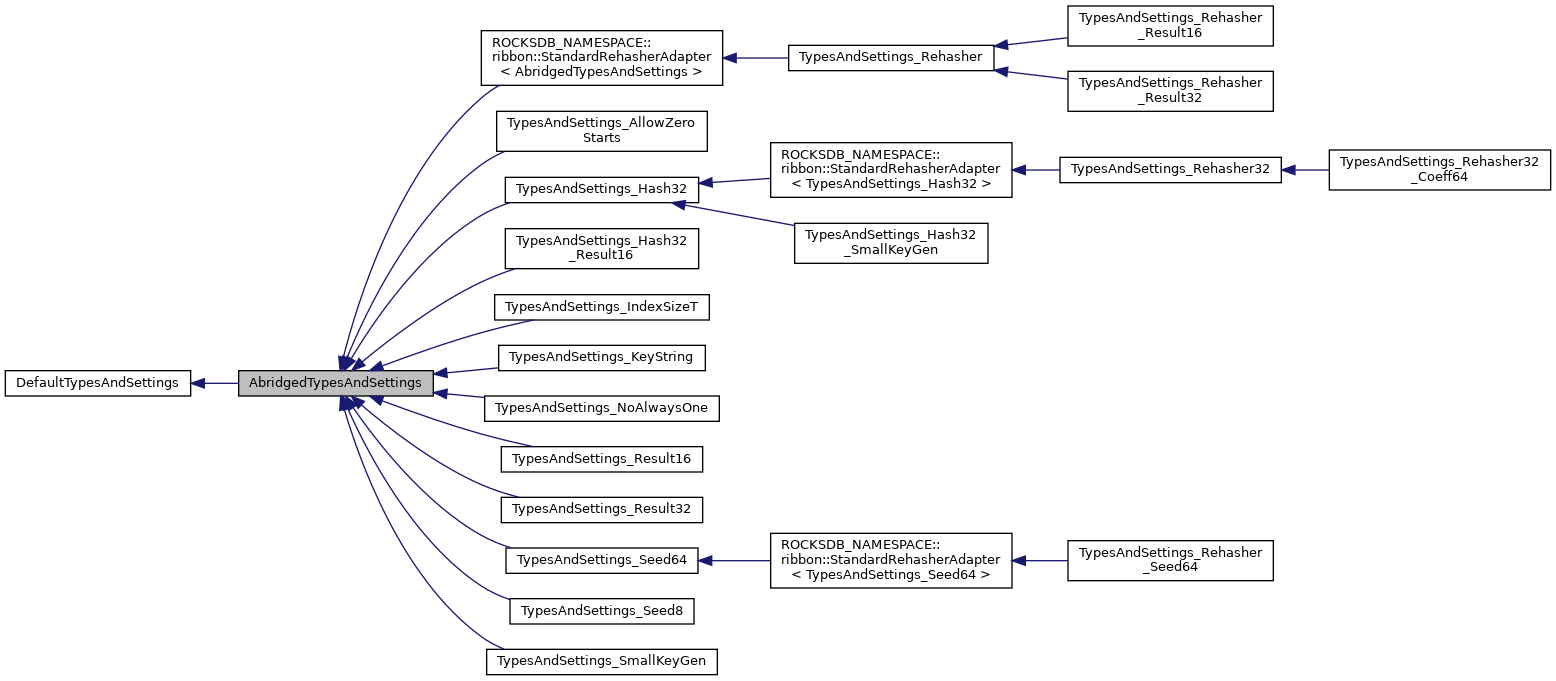 DefaultTypesAndSettings
AbridgedTypesAndSettings
ROCKSDB_NAMESPACE::
ribbon::StandardRehasherAdapter
< AbridgedTypesAndSettings >
TypesAndSettings_Rehasher
TypesAndSettings_Rehasher
_Result16
TypesAndSettings_Rehasher
_Result32
TypesAndSettings_AllowZero
Starts
TypesAndSettings_Hash32
ROCKSDB_NAMESPACE::
ribbon::StandardRehasherAdapter
< TypesAndSettings_Hash32 >
TypesAndSettings_Rehasher32
TypesAndSettings_Rehasher32
_Coeff64
TypesAndSettings_Hash32
_SmallKeyGen
TypesAndSettings_Hash32
_Result16
TypesAndSettings_IndexSizeT
TypesAndSettings_KeyString
TypesAndSettings_NoAlwaysOne
TypesAndSettings_Result16
TypesAndSettings_Result32
TypesAndSettings_Seed64
ROCKSDB_NAMESPACE::
ribbon::StandardRehasherAdapter
< TypesAndSettings_Seed64 >
TypesAndSettings_Rehasher
_Seed64
TypesAndSettings_Seed8
TypesAndSettings_SmallKeyGen